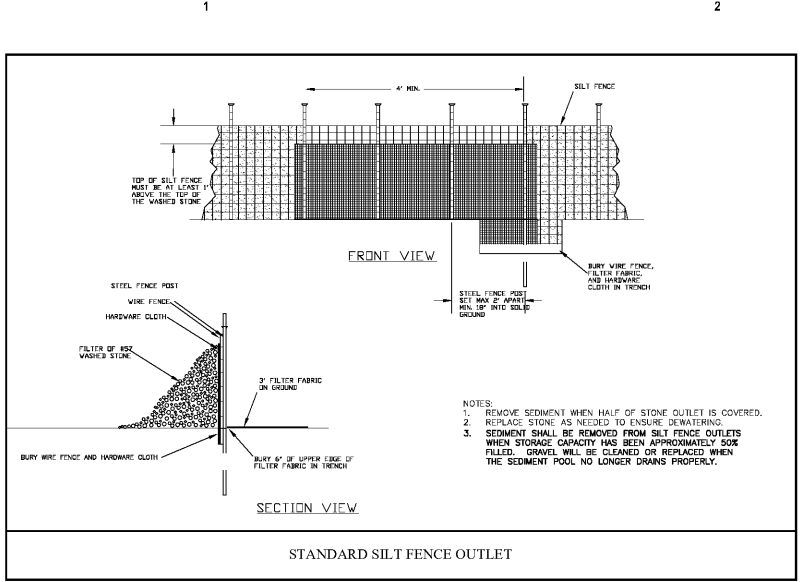 1
2
4' MIN.
SILT FENCE
TOP OF SILT FENCE
MUST BE AT LEAST 1'
ABOVE THE TOP OF
THE WASHED STONE
FRONT VIEW
BURY WIRE FENCE,
FILTER FABRIC,
AND HARDWARE
CLOTH IN TRENCH
STEEL FENCE POST
SET MAX 2' APART
MIN. 18" INTO SOLID
GROUND
STEEL FENCE POST
WIRE FENCE
HARDWARE CLOTH
FILTER OF #57
WASHED STONE
3' FILTER FABRIC
ON GROUND
BURY WIRE FENCE AND HARDWARE CLOTH
BURY 6" OF UPPER EDGE OF
FILTER FABRIC IN TRENCH
SECTION VIEW
NOTES:
1. REMOVE SEDIMENT WHEN HALF OF STONE OUTLET IS COVERED.
2. REPLACE STONE AS NEEDED TO ENSURE DEWATERING.
3. SEDIMENT SHALL BE REMOVED FROM SILT FENCE OUTLETS
WHEN STORAGE CAPACITY HAS BEEN APPROXIMATELY 50%
FILLED. GRAVEL WILL BE CLEANED OR REPLACED WHEN
THE SEDIMENT POOL NO LONGER DRAINS PROPERLY.
STANDARD SILT FENCE OUTLET